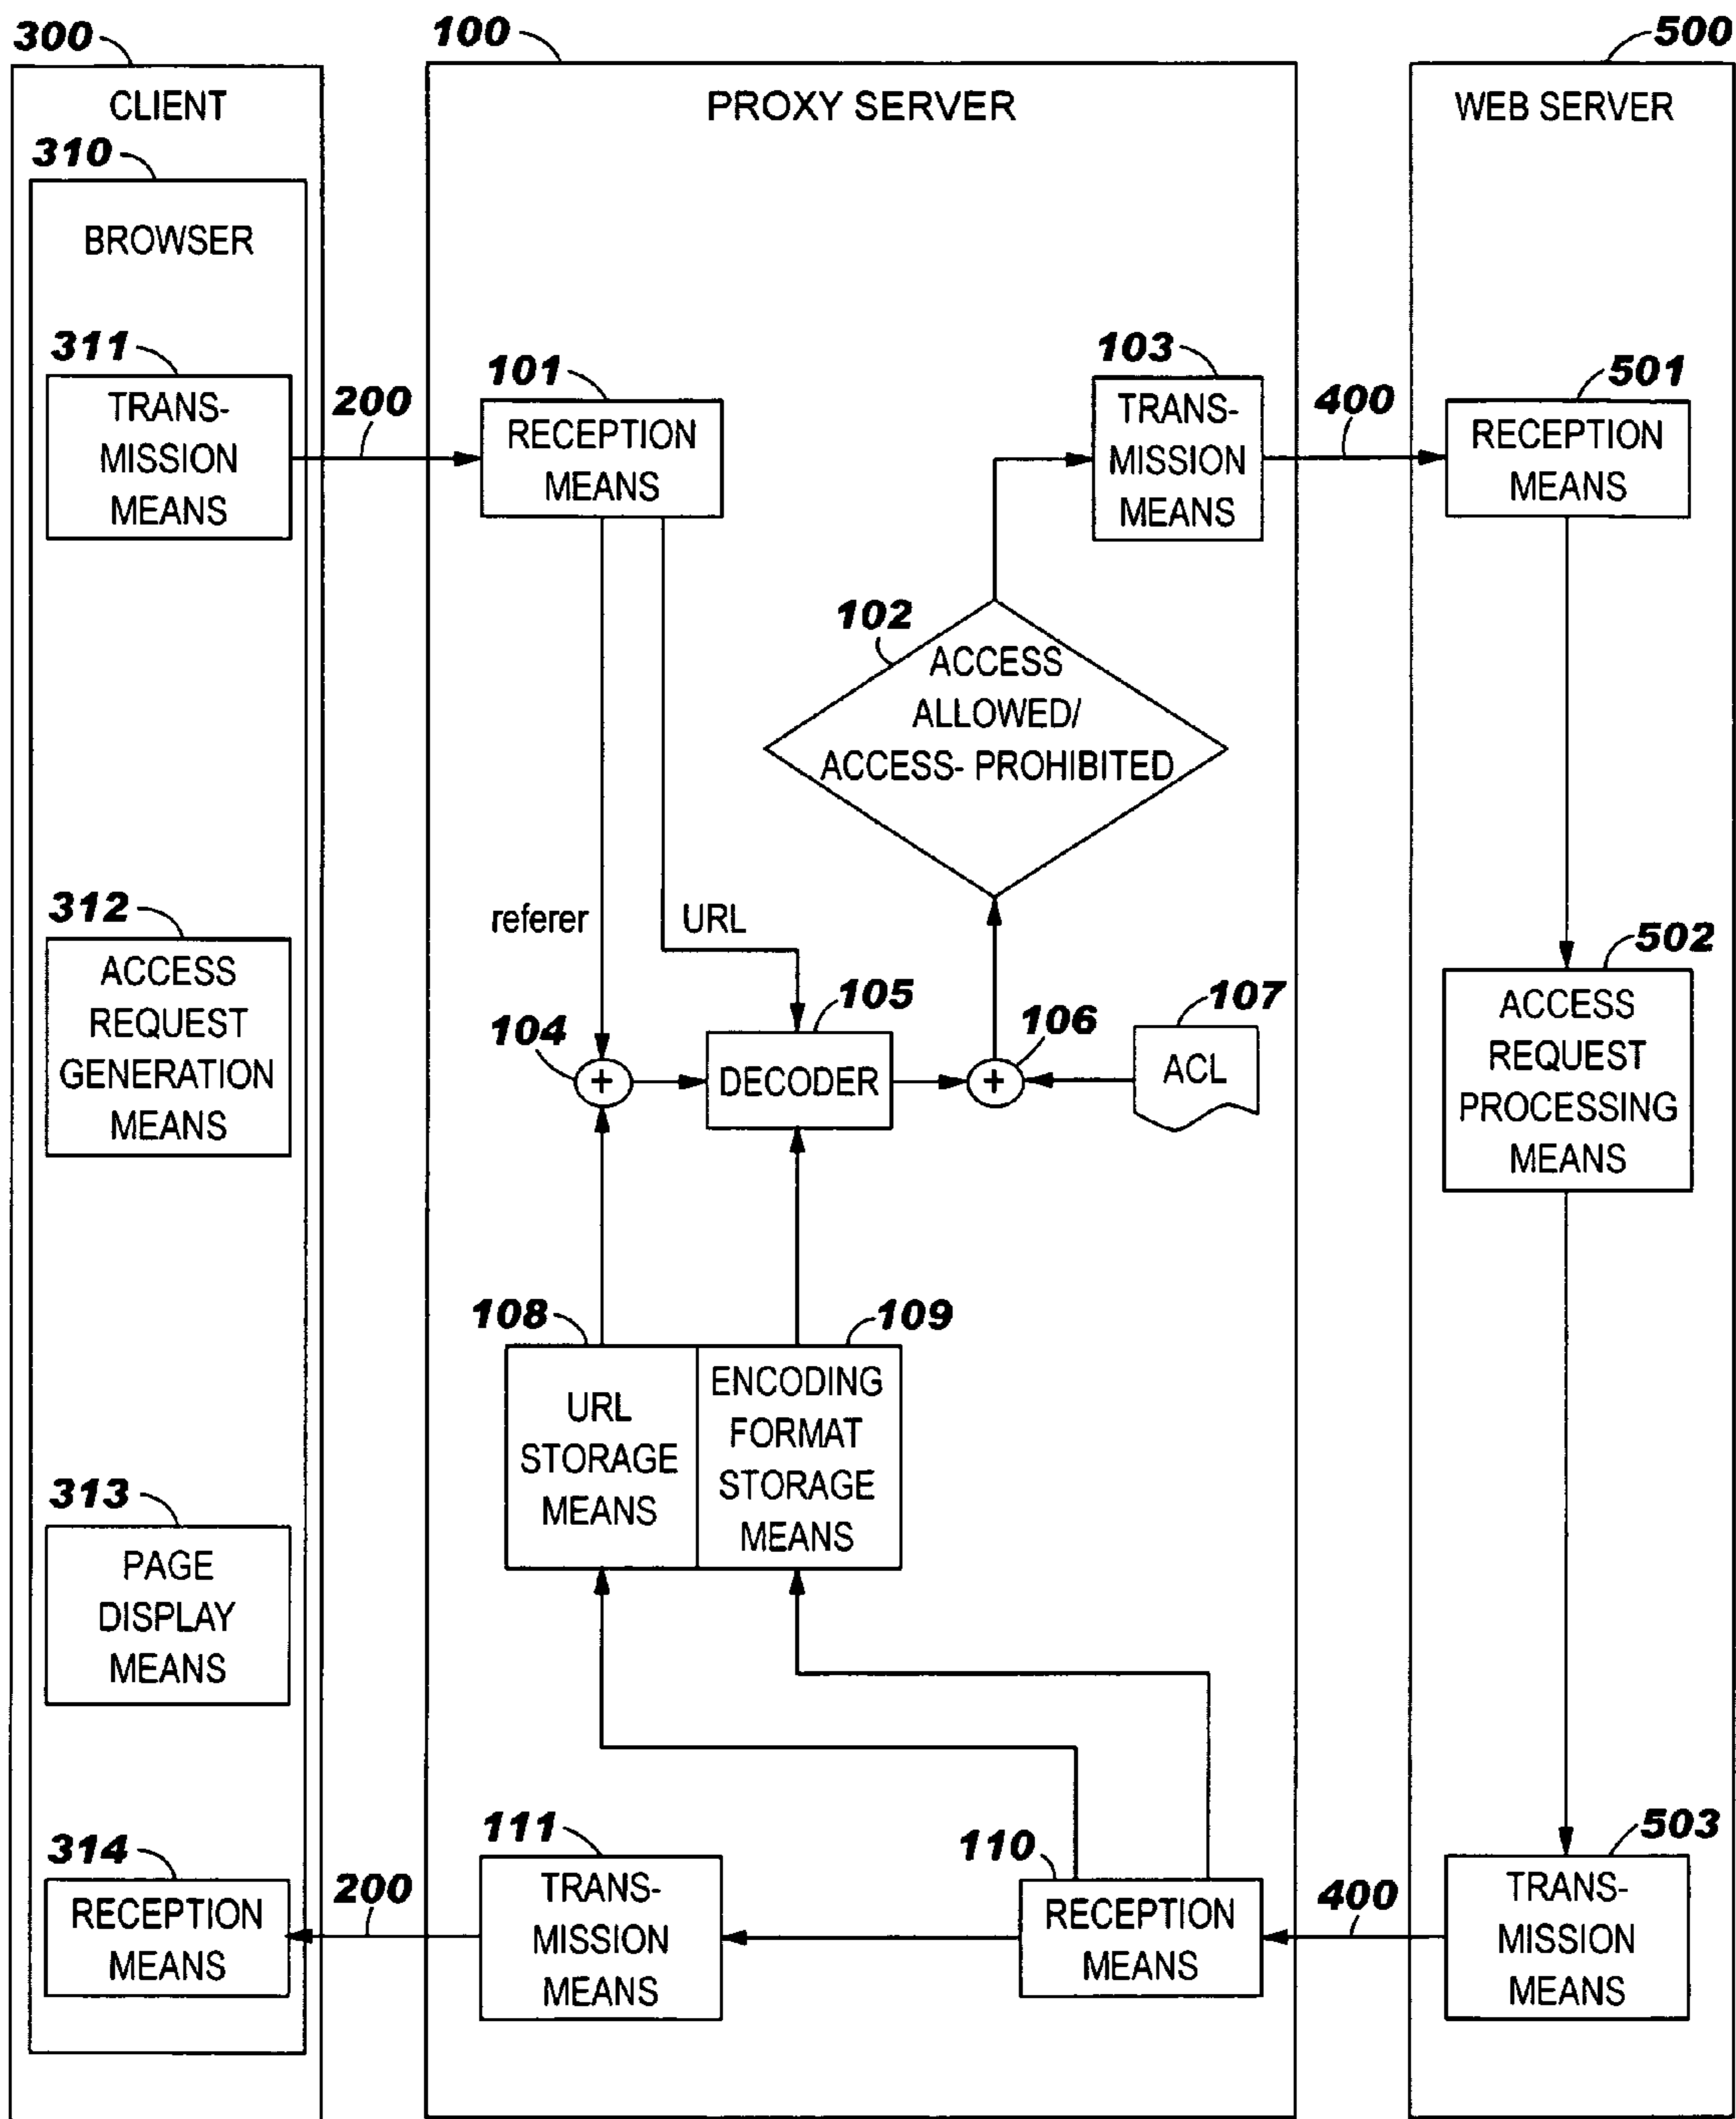 300
CLIENT
310
BROWSER
311
TRANS-
MISSION
MEANS
312
ACCESS
REQUEST
GENERATION
MEANS
313
PAGE
DISPLAY
MEANS
314
RECEPTION
MEANS
200
200
100
PROXY SERVER
101
RECEPTION
MEANS
referer
URL
102
ACCESS
ALLOWED/
ACCESS- PROHIBITED
103
TRANS-
MISSION
MEANS
104
+
105
DECODER
106
+
107
ACL
108
URL
STORAGE
MEANS
109
ENCODING
FORMAT
STORAGE
MEANS
111
TRANS-
MISSION
MEANS
110
RECEPTION
MEANS
400
400
500
WEB SERVER
501
RECEPTION
MEANS
502
ACCESS
REQUEST
PROCESSING
MEANS
503
TRANS-
MISSION
MEANS